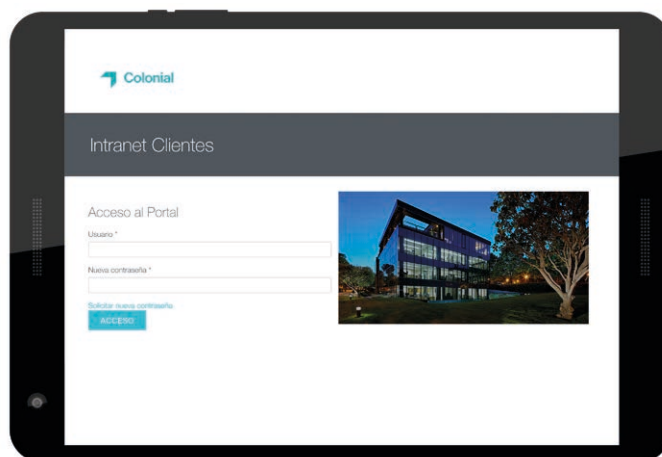 Colonial
Intranet Clientes
Acceso al Portal
Usuario *
Nueva contraseña *
Solicitar nueva contraseña
ACCESO